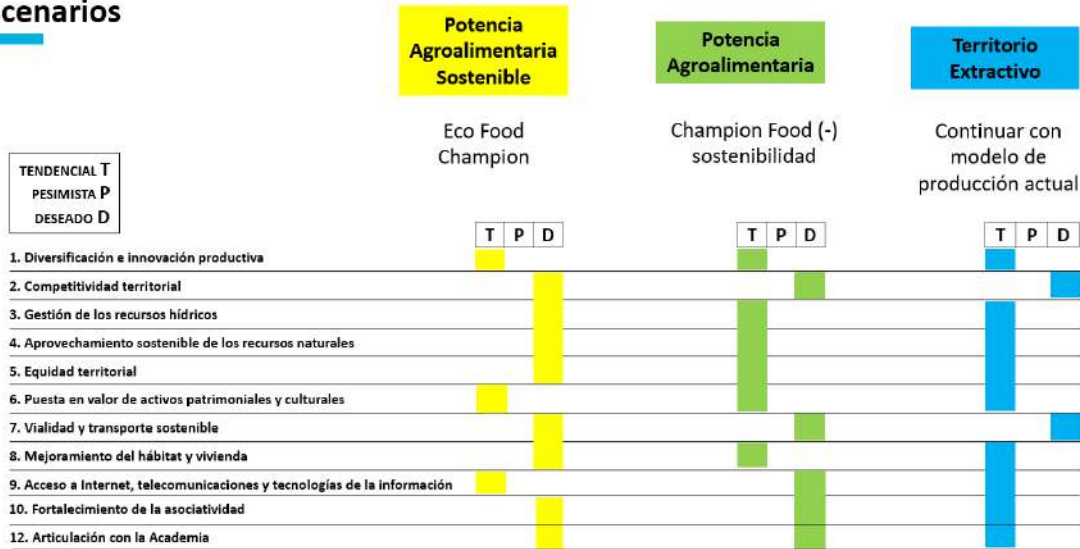 cenarios
Potencia
Agroalimentaria
Sostenible
Potencia
Agroalimentaria
Territorio
Extractivo
Eco Food
Champion
Champion Food (-)
sostenibilidad
Continuar con
modelo de
producción actual
TENDENCIAL T
PESIMISTA P
DESEADO D
T P D
T P D
T P D
1. Diversificación e innovación productiva
2. Competitividad territorial
3. Gestión de los recursos hídricos
4. Aprovechamiento sostenible de los recursos naturales
5. Equidad territorial
6. Puesta en valor de activos patrimoniales y culturales
7. Vialidad y transporte sostenible
8. Mejoramiento del hábitat y vivienda
9. Acceso a Internet, telecomunicaciones y tecnologías de la información
10. Fortalecimiento de la asociatividad
12. Articulación con la Academia